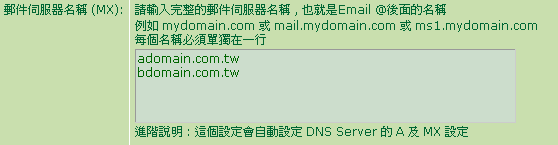 郵件伺服器名稱 (MX):
請輸入完整的郵件伺服器名稱，也就是Email @後面的名稱
例如 mydomain.com 或 mail.mydomain.com 或 ms1.mydomain.com
每個名稱必須單獨在一行
adomain.com.tw
bdomain.com.tw
進階說明：這個設定會自動設定 DNS Server 的 A 及 MX 設定